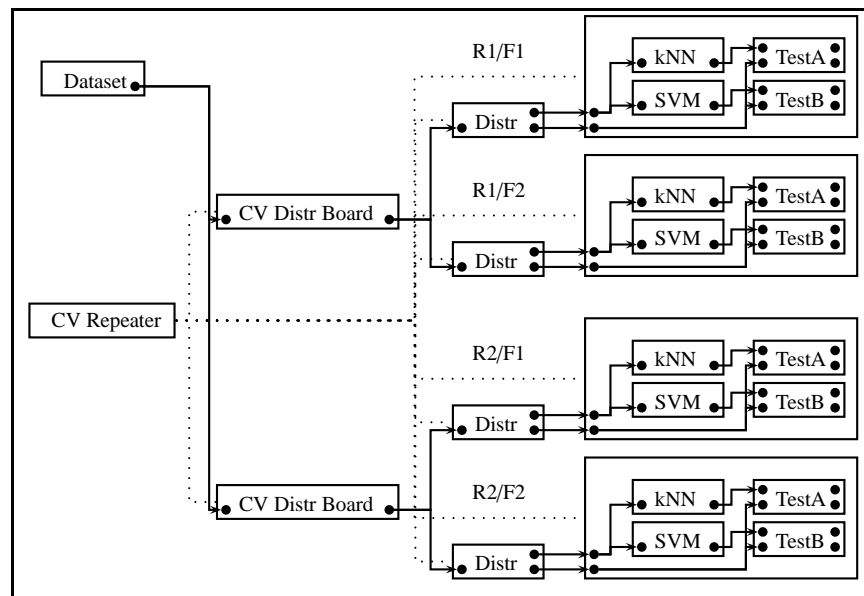 R1/F1
kNN
TestA
Dataset
SVM
TestB
Distr
R1/F2
kNN
TestA
CV Distr Board
SVM
TestB
Distr
CV Repeater
R2/F1
kNN
TestA
SVM
TestB
Distr
R2/F2
kNN
TestA
CV Distr Board
SVM
TestB
Distr